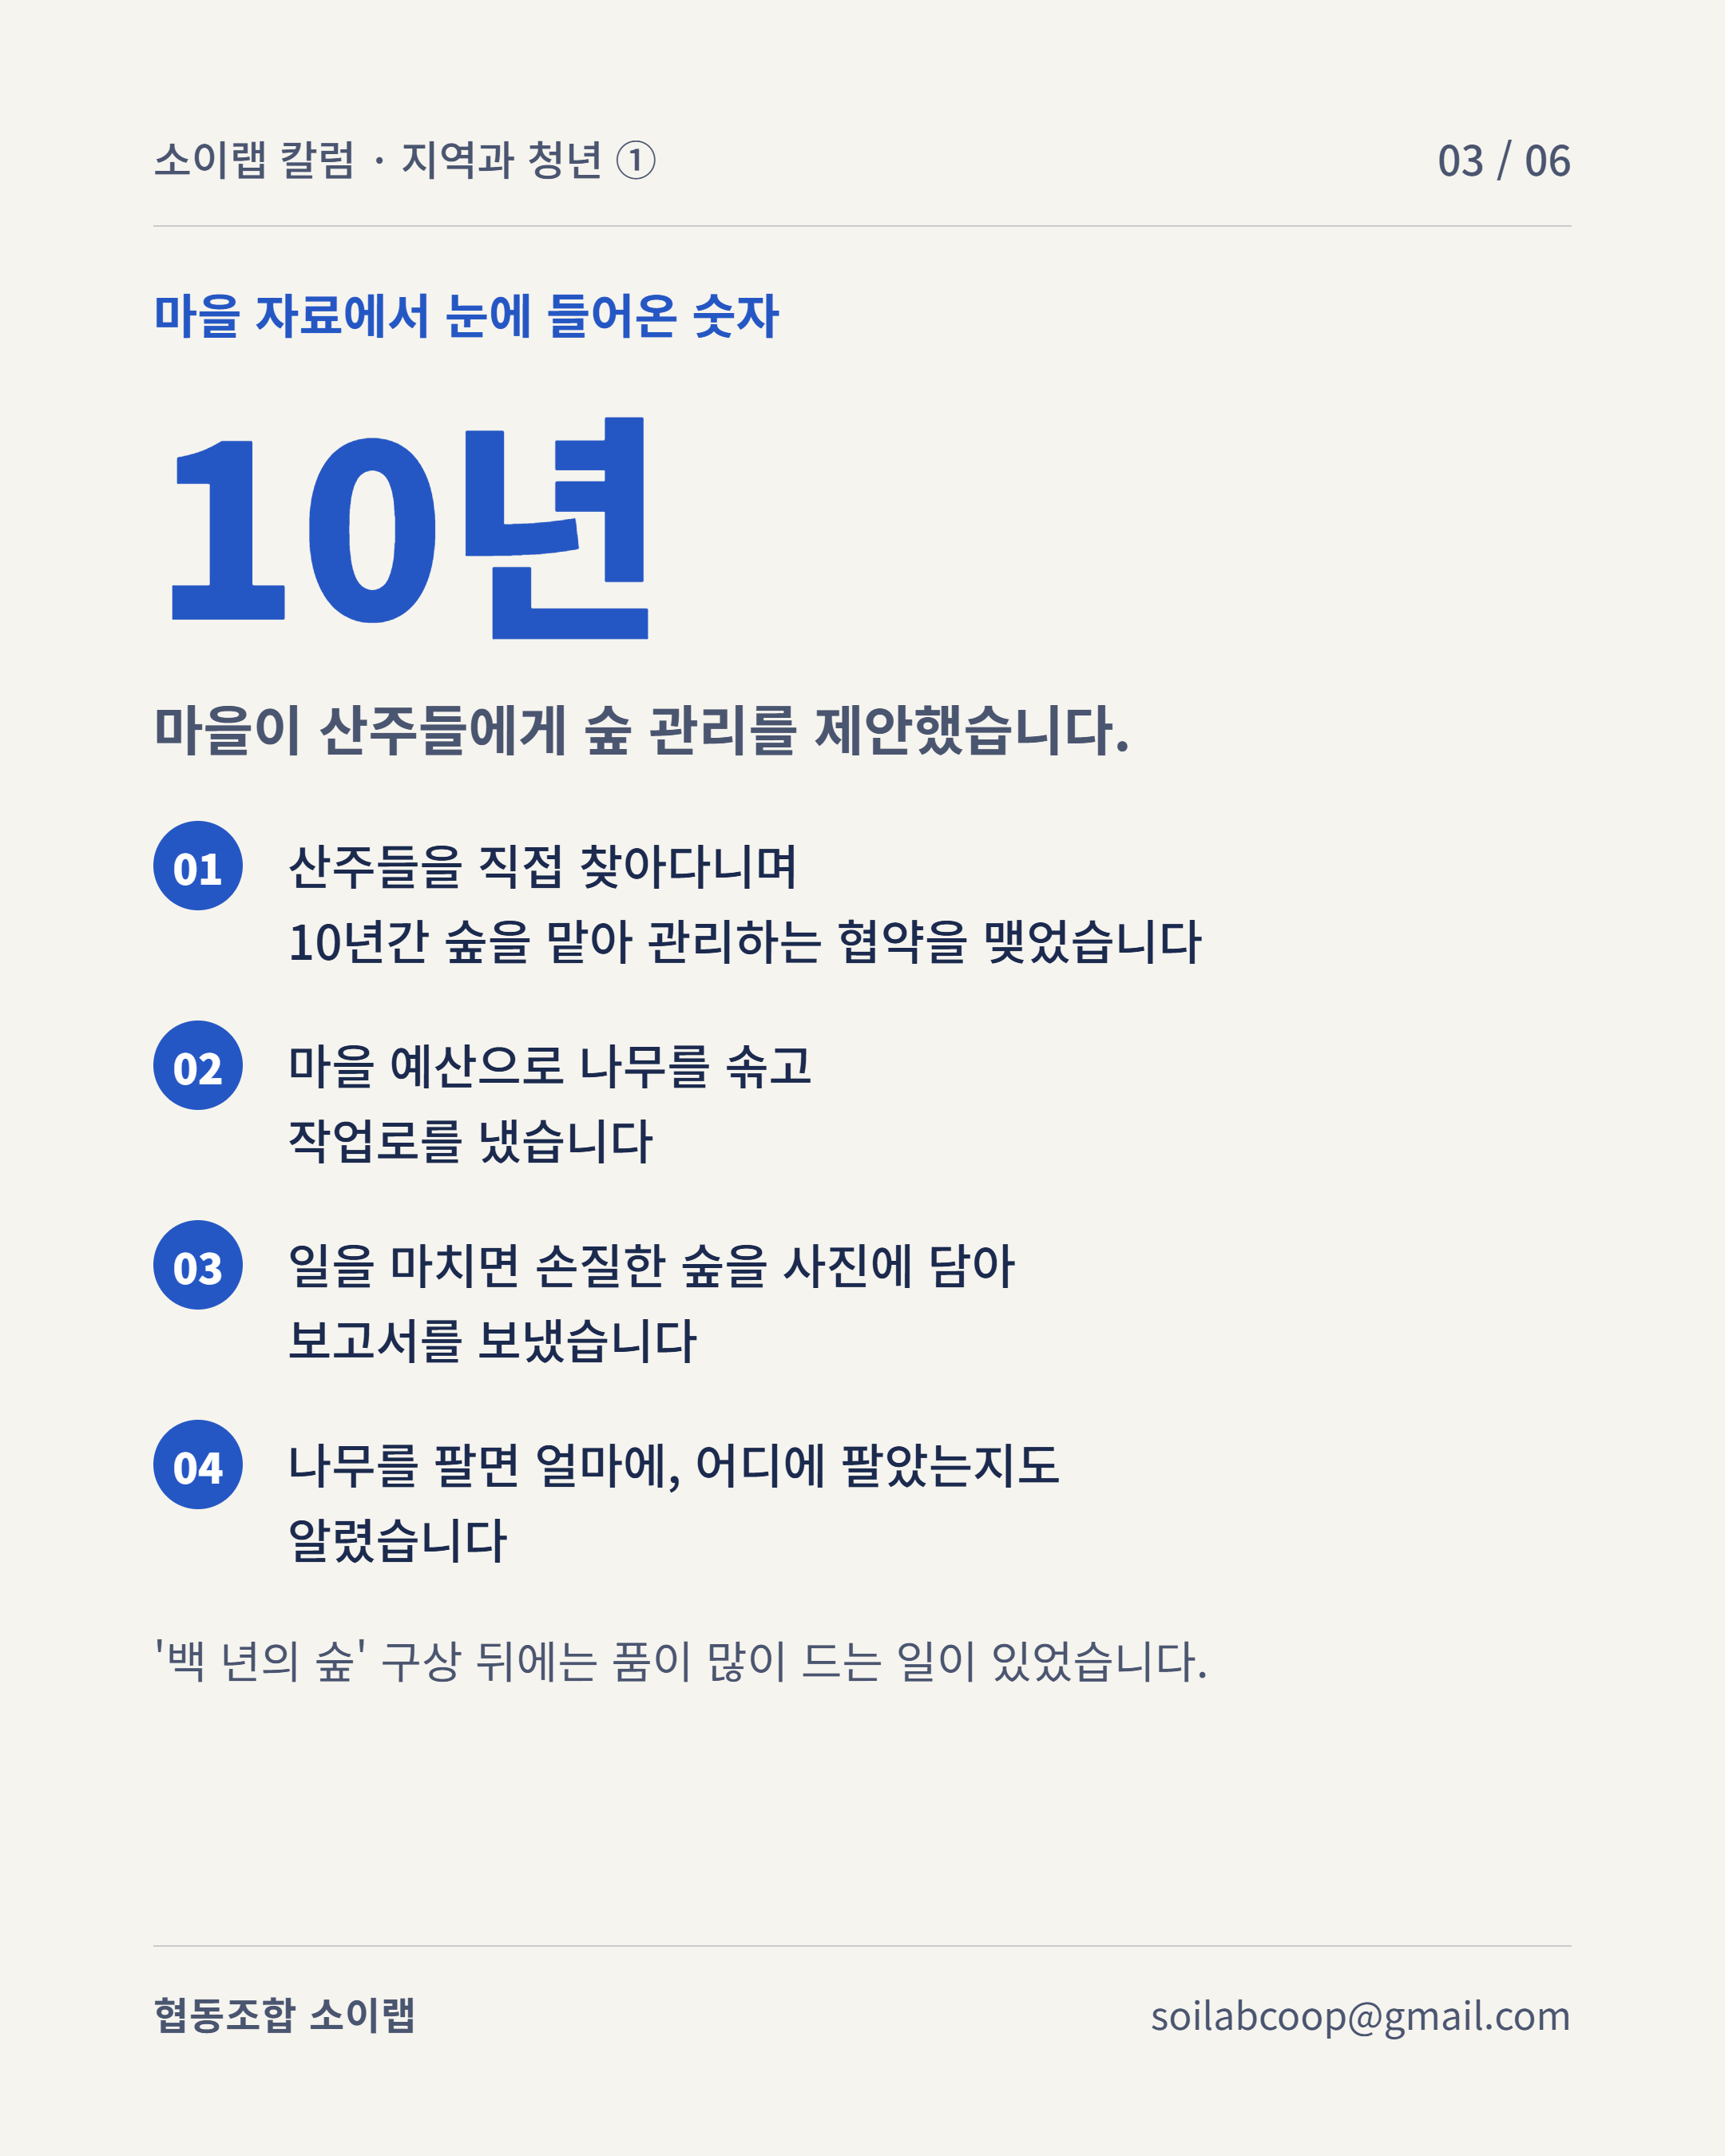 소이랩 칼럼 · 지역과 청년 ①
03 / 06
마을 자료에서 눈에 들어온 숫자
10년
마을이 산주들에게 숲 관리를 제안했습니다.
01
산주들을 직접 찾아다니며
10년간 숲을 맡아 관리하는 협약을 맺었습니다
02
마을 예산으로 나무를 솎고
작업로를 냈습니다
03
일을 마치면 손질한 숲을 사진에 담아
보고서를 보냈습니다
04
나무를 팔면 얼마에, 어디에 팔았는지도
알렸습니다
'백 년의 숲' 구상 뒤에는 품이 많이 드는 일이 있었습니다.
협동조합 소이랩
soilabcoop@gmail.com